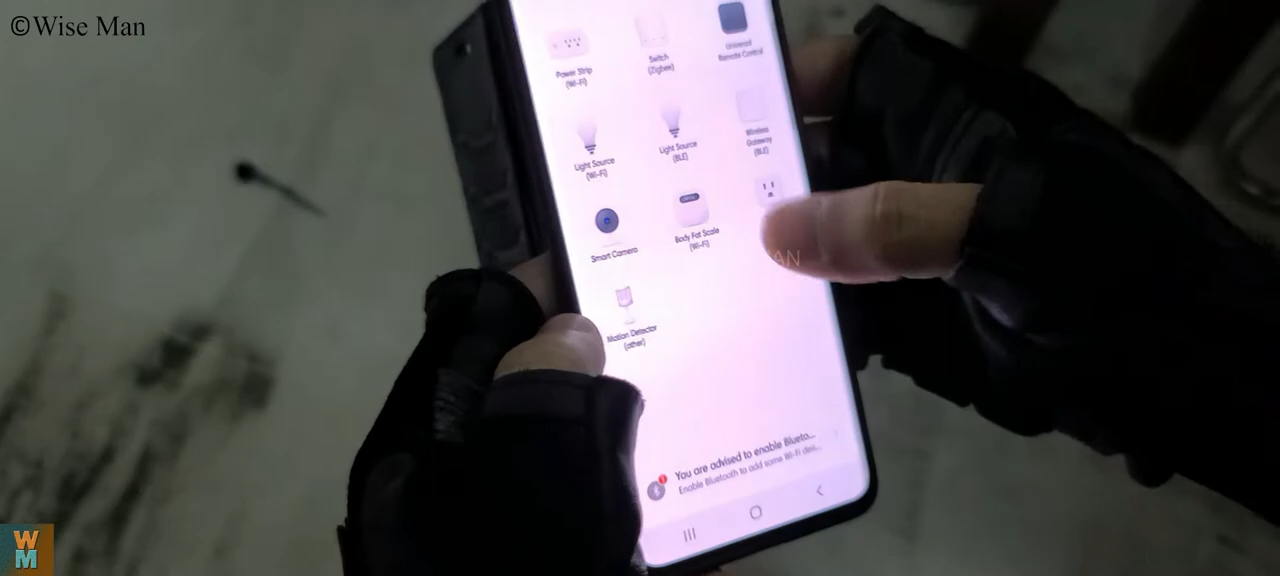 ©Wise Man
Power Strip
(Wi-Fi)
Switch
(Zigbee)
Universal
Remote Control
Light Source
(Wi-Fi)
Light Source
(BLE)
Wireless
Gateway
(BLE)
Smart Camera
Body Fat Scale
(Wi-Fi)
AN
Motion Detector
(other)
You are advised to enable Blueto...
Enable Bluetooth to add some Wi-Fi devi...
1
W
M